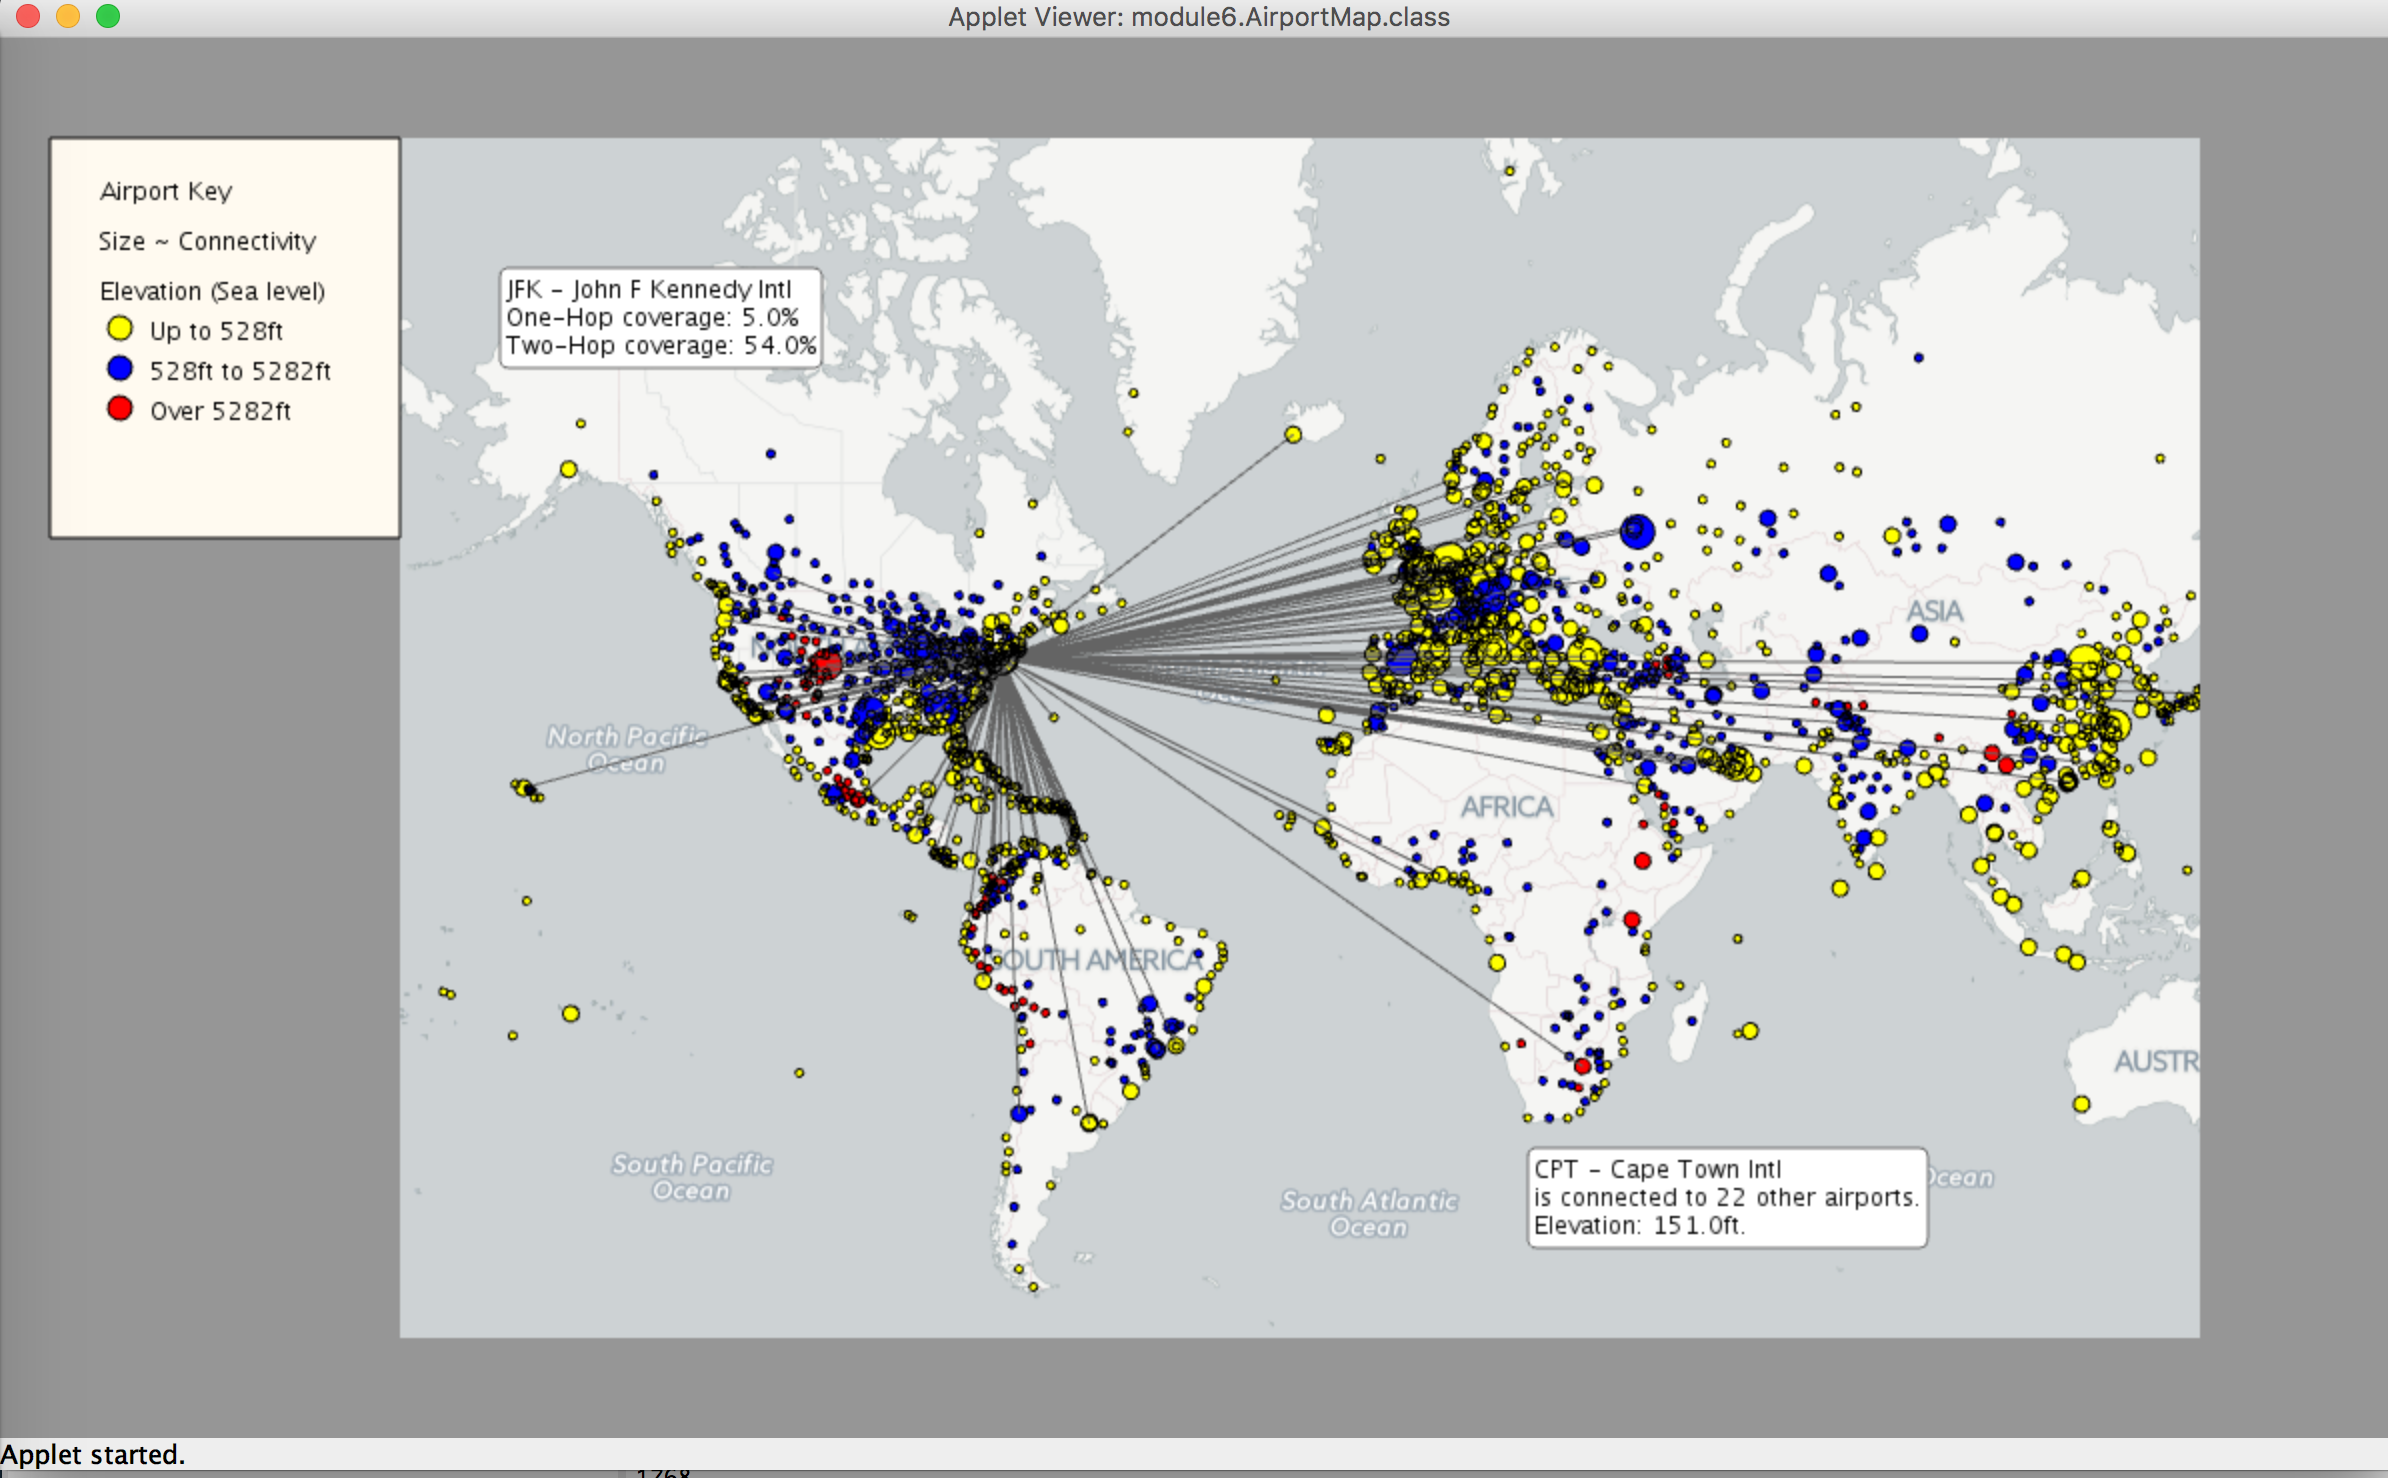 Applet Viewer: module6.AirportMap.class
Airport Key
Size ~ Connectivity
Elevation (Sea level)
Up to 528ft
528ft to 5282ft
Over 5282ft
JFK - John F Kennedy Intl
One-Hop coverage: 5.0%
Two-Hop coverage: 54.0%
ASIA
North Pacific
Ocean
AFRICA
SOUTH AMERICA
AUSTR
South Pacific
Ocean
South Atlantic
Ocean
CPT - Cape Town Intl
is connected to 22 other airports.
Elevation: 151.0ft.
Ocean
Applet started.
1768